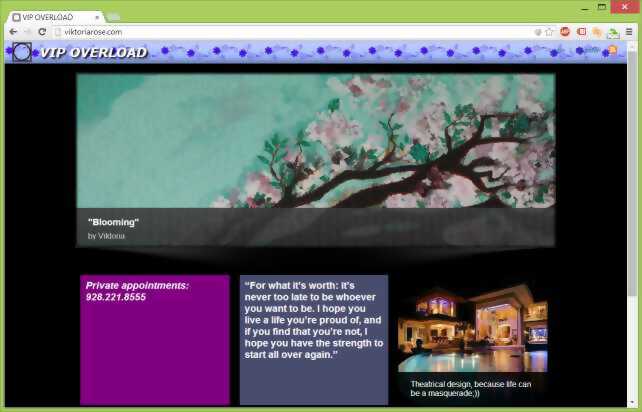 VIP OVERLOAD
viktoriarose.com
VIP OVERLOAD
"Blooming"
by Viktoria
Private appointments:
928.221.8555
“For what it’s worth: it’s
never too late to be whoever
you want to be. I hope you
live a life you’re proud of, and
if you find that you’re not, I
hope you have the strength to
start all over again.”
Theatrical design, because life can
be a masquerade;))